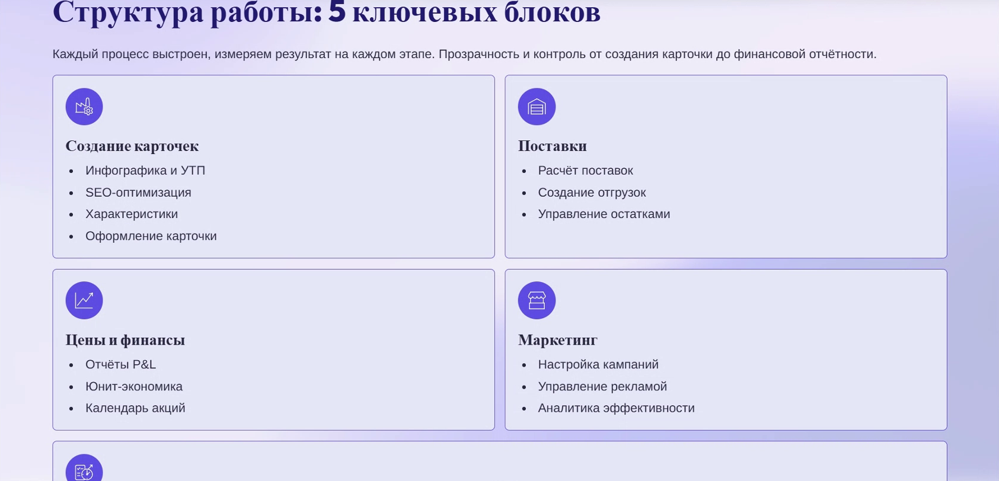 Структура работы: 5 ключевых блоков
Каждый процесс выстроен, измеряем результат на каждом этапе. Прозрачность и контроль от создания карточки до финансовой отчётности.
Создание карточек
Инфографика и УТП
SEO-оптимизация
Характеристики
Оформление карточки
Поставки
Расчёт поставок
Создание отгрузок
Управление остатками
Цены и финансы
Отчёты P&L
Юнит-экономика
Календарь акций
Маркетинг
Настройка кампаний
Управление рекламой
Аналитика эффективности